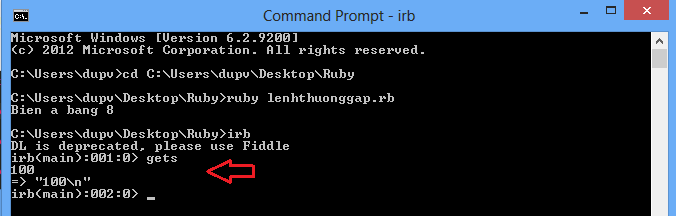 Command Prompt - irb
Microsoft Windows [Version 6.2.9200]
(c) 2012 Microsoft Corporation. All rights reserved.
C:\Users\dupv>cd C:\Users\dupv\Desktop\Ruby
C:\Users\dupv\Desktop\Ruby>ruby lenhthuonggap.rb
Bien a bang 8
C:\Users\dupv\Desktop\Ruby>irb
DL is deprecated, please use Fiddle
irb(main):001:0> gets
100
=> "100\n"
irb(main):002:0> _